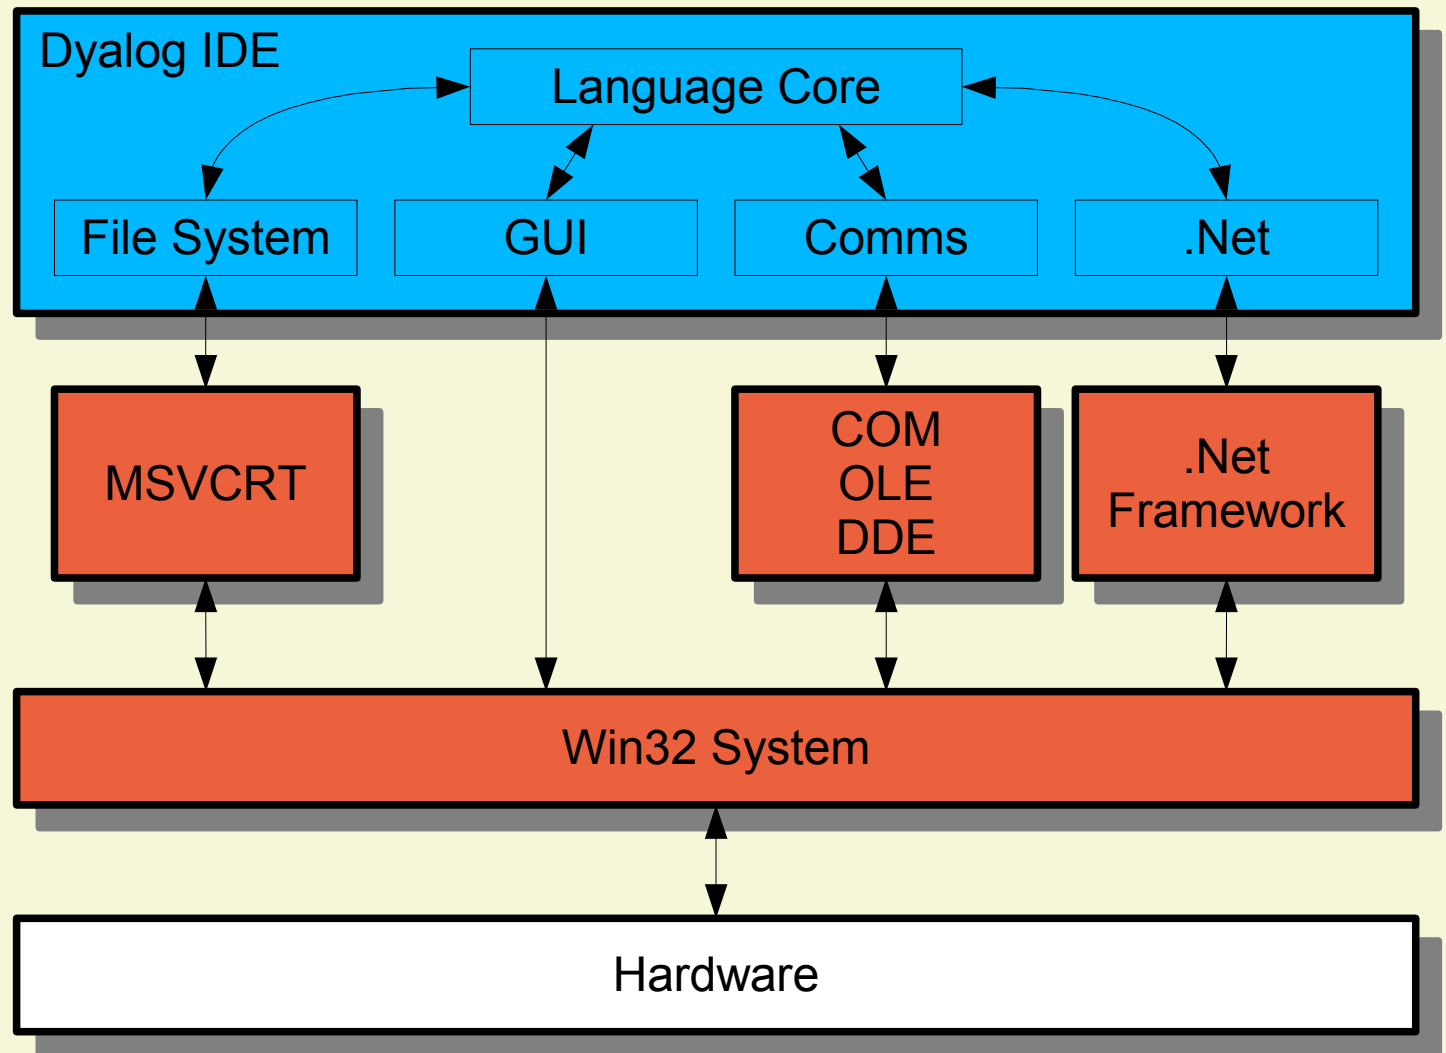 Dyalog IDE
Language Core
File System
GUI
Comms
.Net
MSVCRT
COM
OLE
DDE
.Net
Framework
Win32 System
Hardware